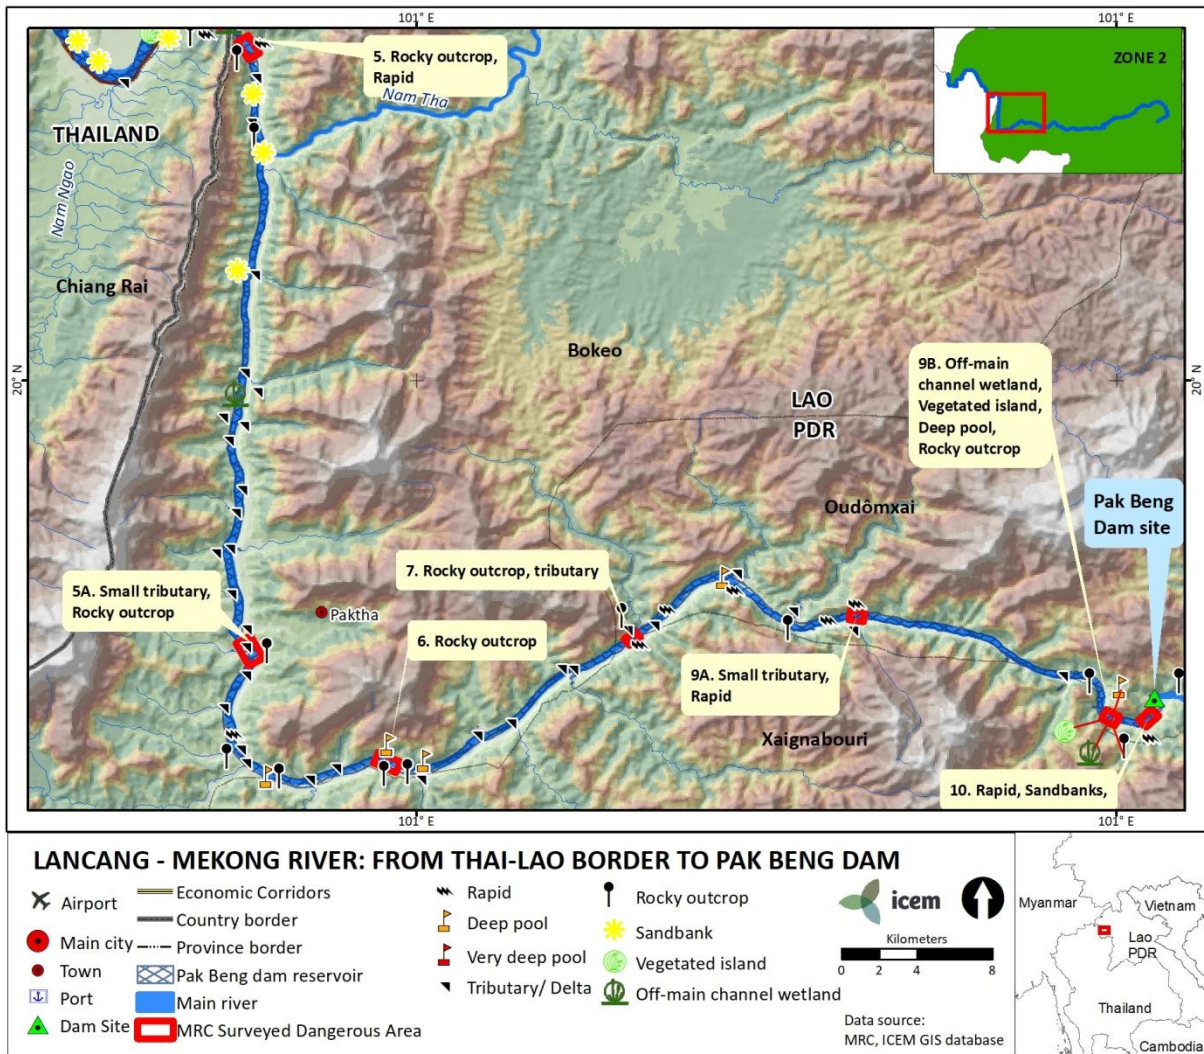 101° E
101° E
ZONE 2
5. Rocky outcrop,
Rapid
Nam Tha
THAILAND
Nam Ngao
Chiang Rai
Bokeo
20° N
20° N
LAO
PDR
9B. Off-main
channel wetland,
Vegetated island,
Deep pool,
Rocky outcrop
Oudômxai
Pak Beng
Dam site
7. Rocky outcrop, tributary
5A. Small tributary,
Rocky outcrop
Paktha
6. Rocky outcrop
9A. Small tributary,
Rapid
Xaignabouri
10. Rapid, Sandbanks,
101° E
101° E
LANCANG - MEKONG RIVER: FROM THAI-LAO BORDER TO PAK BENG DAM
Airport
Main city
Town
Port
Dam Site
Economic Corridors
Country border
Province border
Pak Beng dam reservoir
Main river
MRC Surveyed Dangerous Area
Rapid
Deep pool
Very deep pool
Tributary/ Delta
Rocky outcrop
Sandbank
Vegetated island
Off-main channel wetland
icem
Kilometers
0 2 4 8
Data source:
MRC, ICEM GIS database
Myanmar
Vietnam
Lao
PDR
Thailand
Cambodia